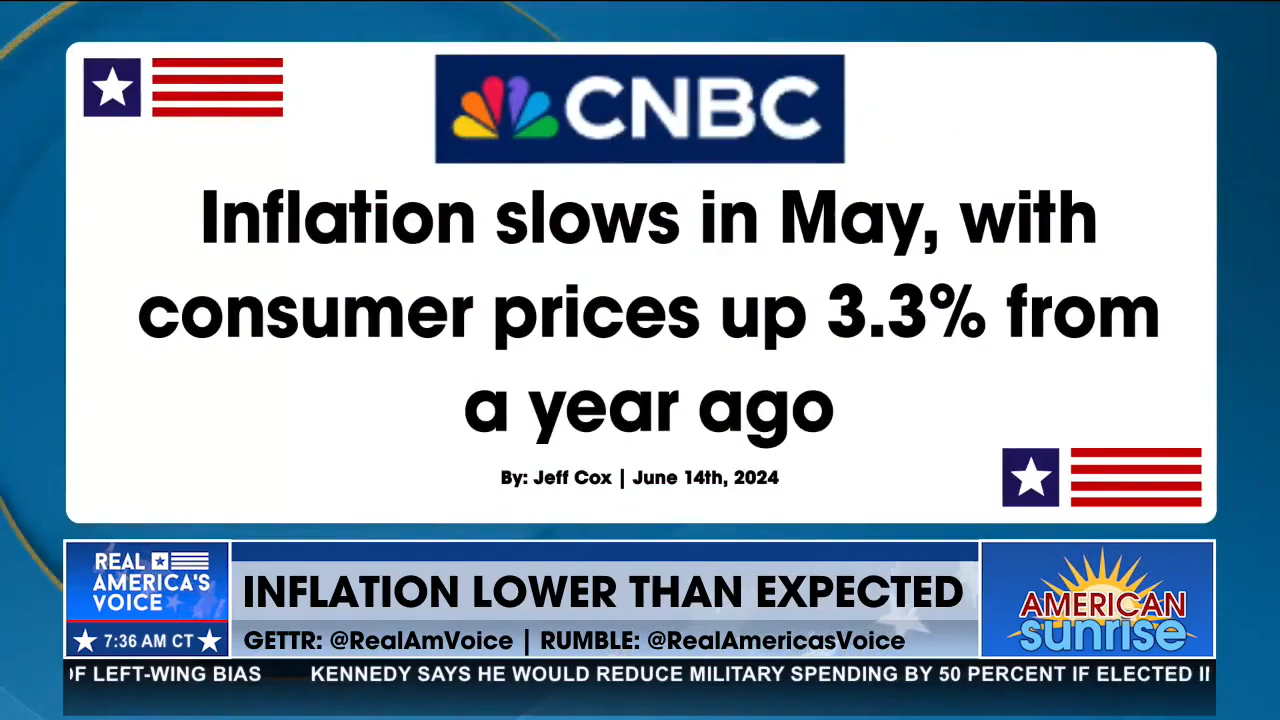 CNBC
Inflation slows in May, with
consumer prices up 3.3% from
a year ago
By: Jeff Cox | June 14th, 2024
REAL
AMERICA'S
VOICE
7:36 AM CT
INFLATION LOWER THAN EXPECTED
GETTR: @RealAmVoice | RUMBLE: @RealAmericasVoice
AMERICAN
sunrise
OF LEFT-WING BIAS KENNEDY SAYS HE WOULD REDUCE MILITARY SPENDING BY 50 PERCENT IF ELECTED